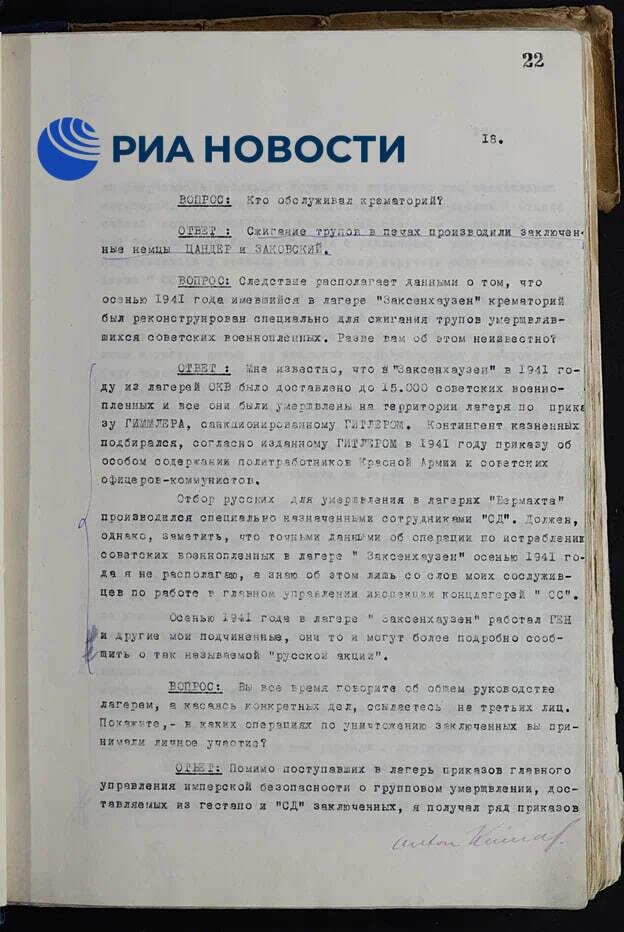 22
18.
РИА НОВОСТИ
ВОПРОС: Кто обслуживал крематорий?
ОТВЕТ : Сжигание трупов в печах производили заключен-
ные немцы ЦАНДЕР и ЗАКОВСКИЙ.
ВОПРОС: Следствие располагает данными о том, что
осенью 1941 года имевшийся в лагере "Заксенхаузен" крематорий
был реконструирован специально для сжигания трупов умерщвляв-
шихся советских военнопленных. Разве вам об этом неизвестно?
ОТВЕТ : Мне известно, что в "Заксенхаузен" в 1941 го-
ду из лагерей ОКВ было доставлено до 15.000 советских военно-
пленных и все они были умерщвлены на территории лагеря по прика
зу ГИММЛЕРА, санкционированному ГИТЛЕРОМ. Контингент казненных
подбирался, согласно изданному ГИТЛЕРОМ в 1941 году приказу об
особом содержании политработников Красной Армии и советских
офицеров-коммунистов.
Отбор русских для умерщвления в лагерях "Вермахта"
производился специально назначенными сотрудниками "СД". Должен,
однако, заметить, что точными данными об операции по истреблению
советских военнопленных в лагере " Заксенхаузен" осенью 1941 го-
да я не располагаю, а знаю об этом лишь со слов моих сослужив-
цев по работе в главном управлении инспекции концлагерей " СС".
Осенью 1941 года в лагере " Заксенхаузен" работал ГЕН
и другие мои подчиненные, они то и могут более подробно сооб-
щить о так называемой "русской акции".
ВОПРОС: Вы все время говорите об общем руководстве
лагерем, а касаясь конкретных дел, ссылаетесь на третьих лиц.
Покажите,- в каких операциях по уничтожению заключенных вы при-
нимали личное участие?
ОТВЕТ: Помимо поступавших в лагерь приказов главного
управления имперской безопасности о групповом умерщвлении, дос-
тавляемых из гестапо и "СД" заключенных, я получал ряд приказов
Anton